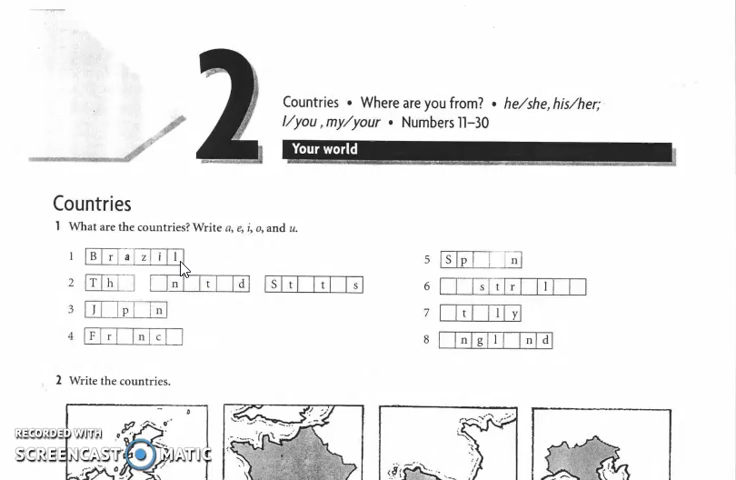 2
Countries • Where are you from? • he/she, his/her;
I/you , my/your • Numbers 11–30
Your world
Countries
1 What are the countries? Write a, e, i, o, and u.
1 B r a z i l
2 T h _ _ n _ t _ d S t _ t _ s
3 J _ p _ n
4 F r _ n c _
5 S p _ _ n
6 _ _ s t r _ l _ _
7 _ t _ l y
8 _ n g l _ n d
2 Write the countries.
RECORDED WITH
SCREENCAST MATIC